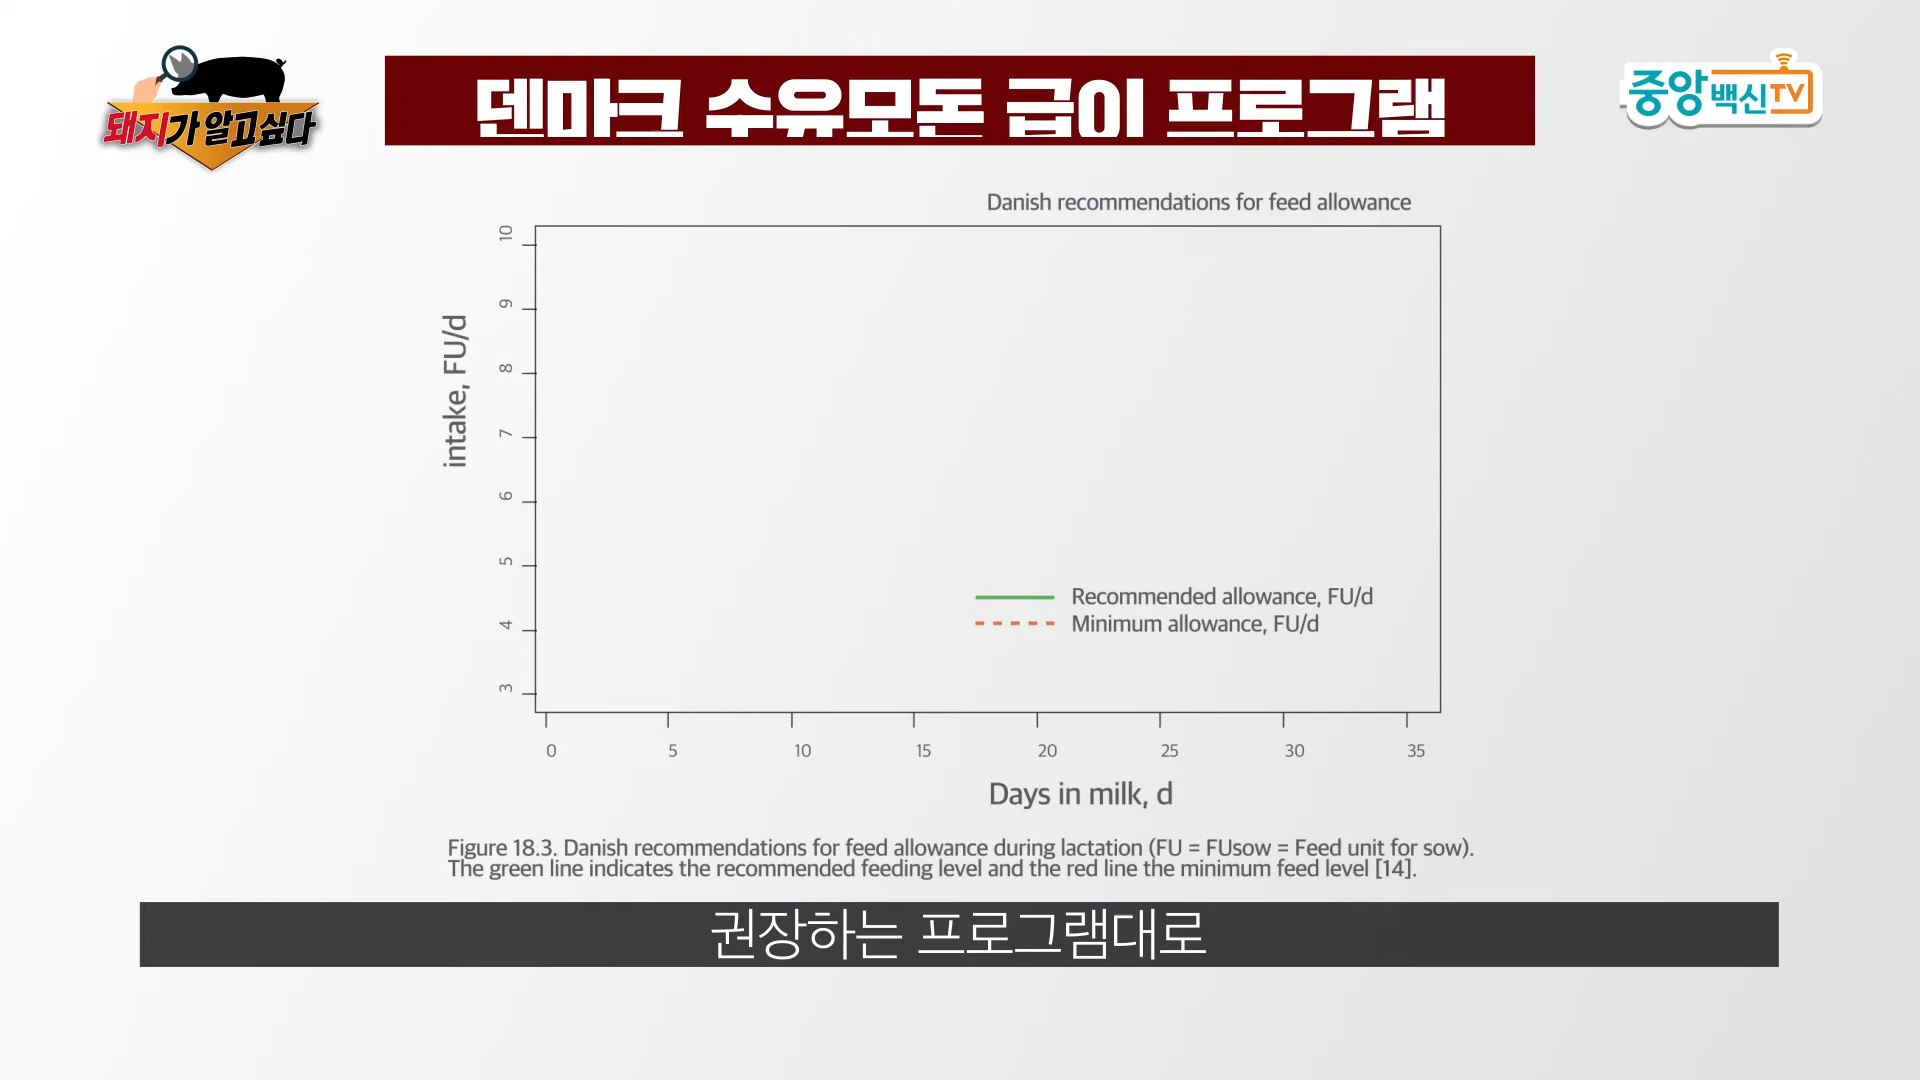 돼지가 알고싶다
덴마크 수유모돈 급이 프로그램
중앙백신TV
Danish recommendations for feed allowance
10
9
8
7
6
5
4
3
intake, FU/d
Recommended allowance, FU/d
Minimum allowance, FU/d
0 5 10 15 20 25 30 35
Days in milk, d
Figure 18.3. Danish recommendations for feed allowance during lactation (FU = FUsow = Feed unit for sow).
The green line indicates the recommended feeding level and the red line the minimum feed level [14].
권장하는 프로그램대로